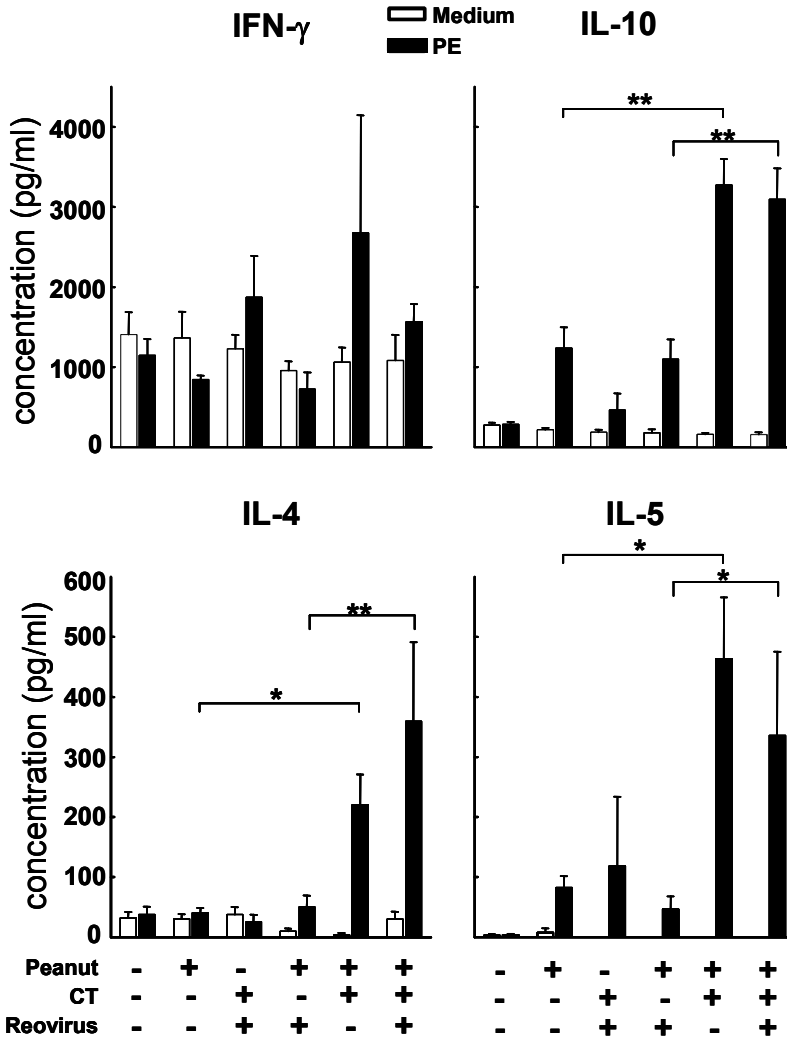 IFN-γ
Medium
PE
IL-10
concentration (pg/ml)
4000
3000
2000
1000
0
**
**
IL-4
IL-5
concentration (pg/ml)
600
500
400
300
200
100
0
*
**
*
*
Peanut - + - + + + - + - + + +
CT - - + - + + - - + - + +
Reovirus - - + + - + - - + + - +